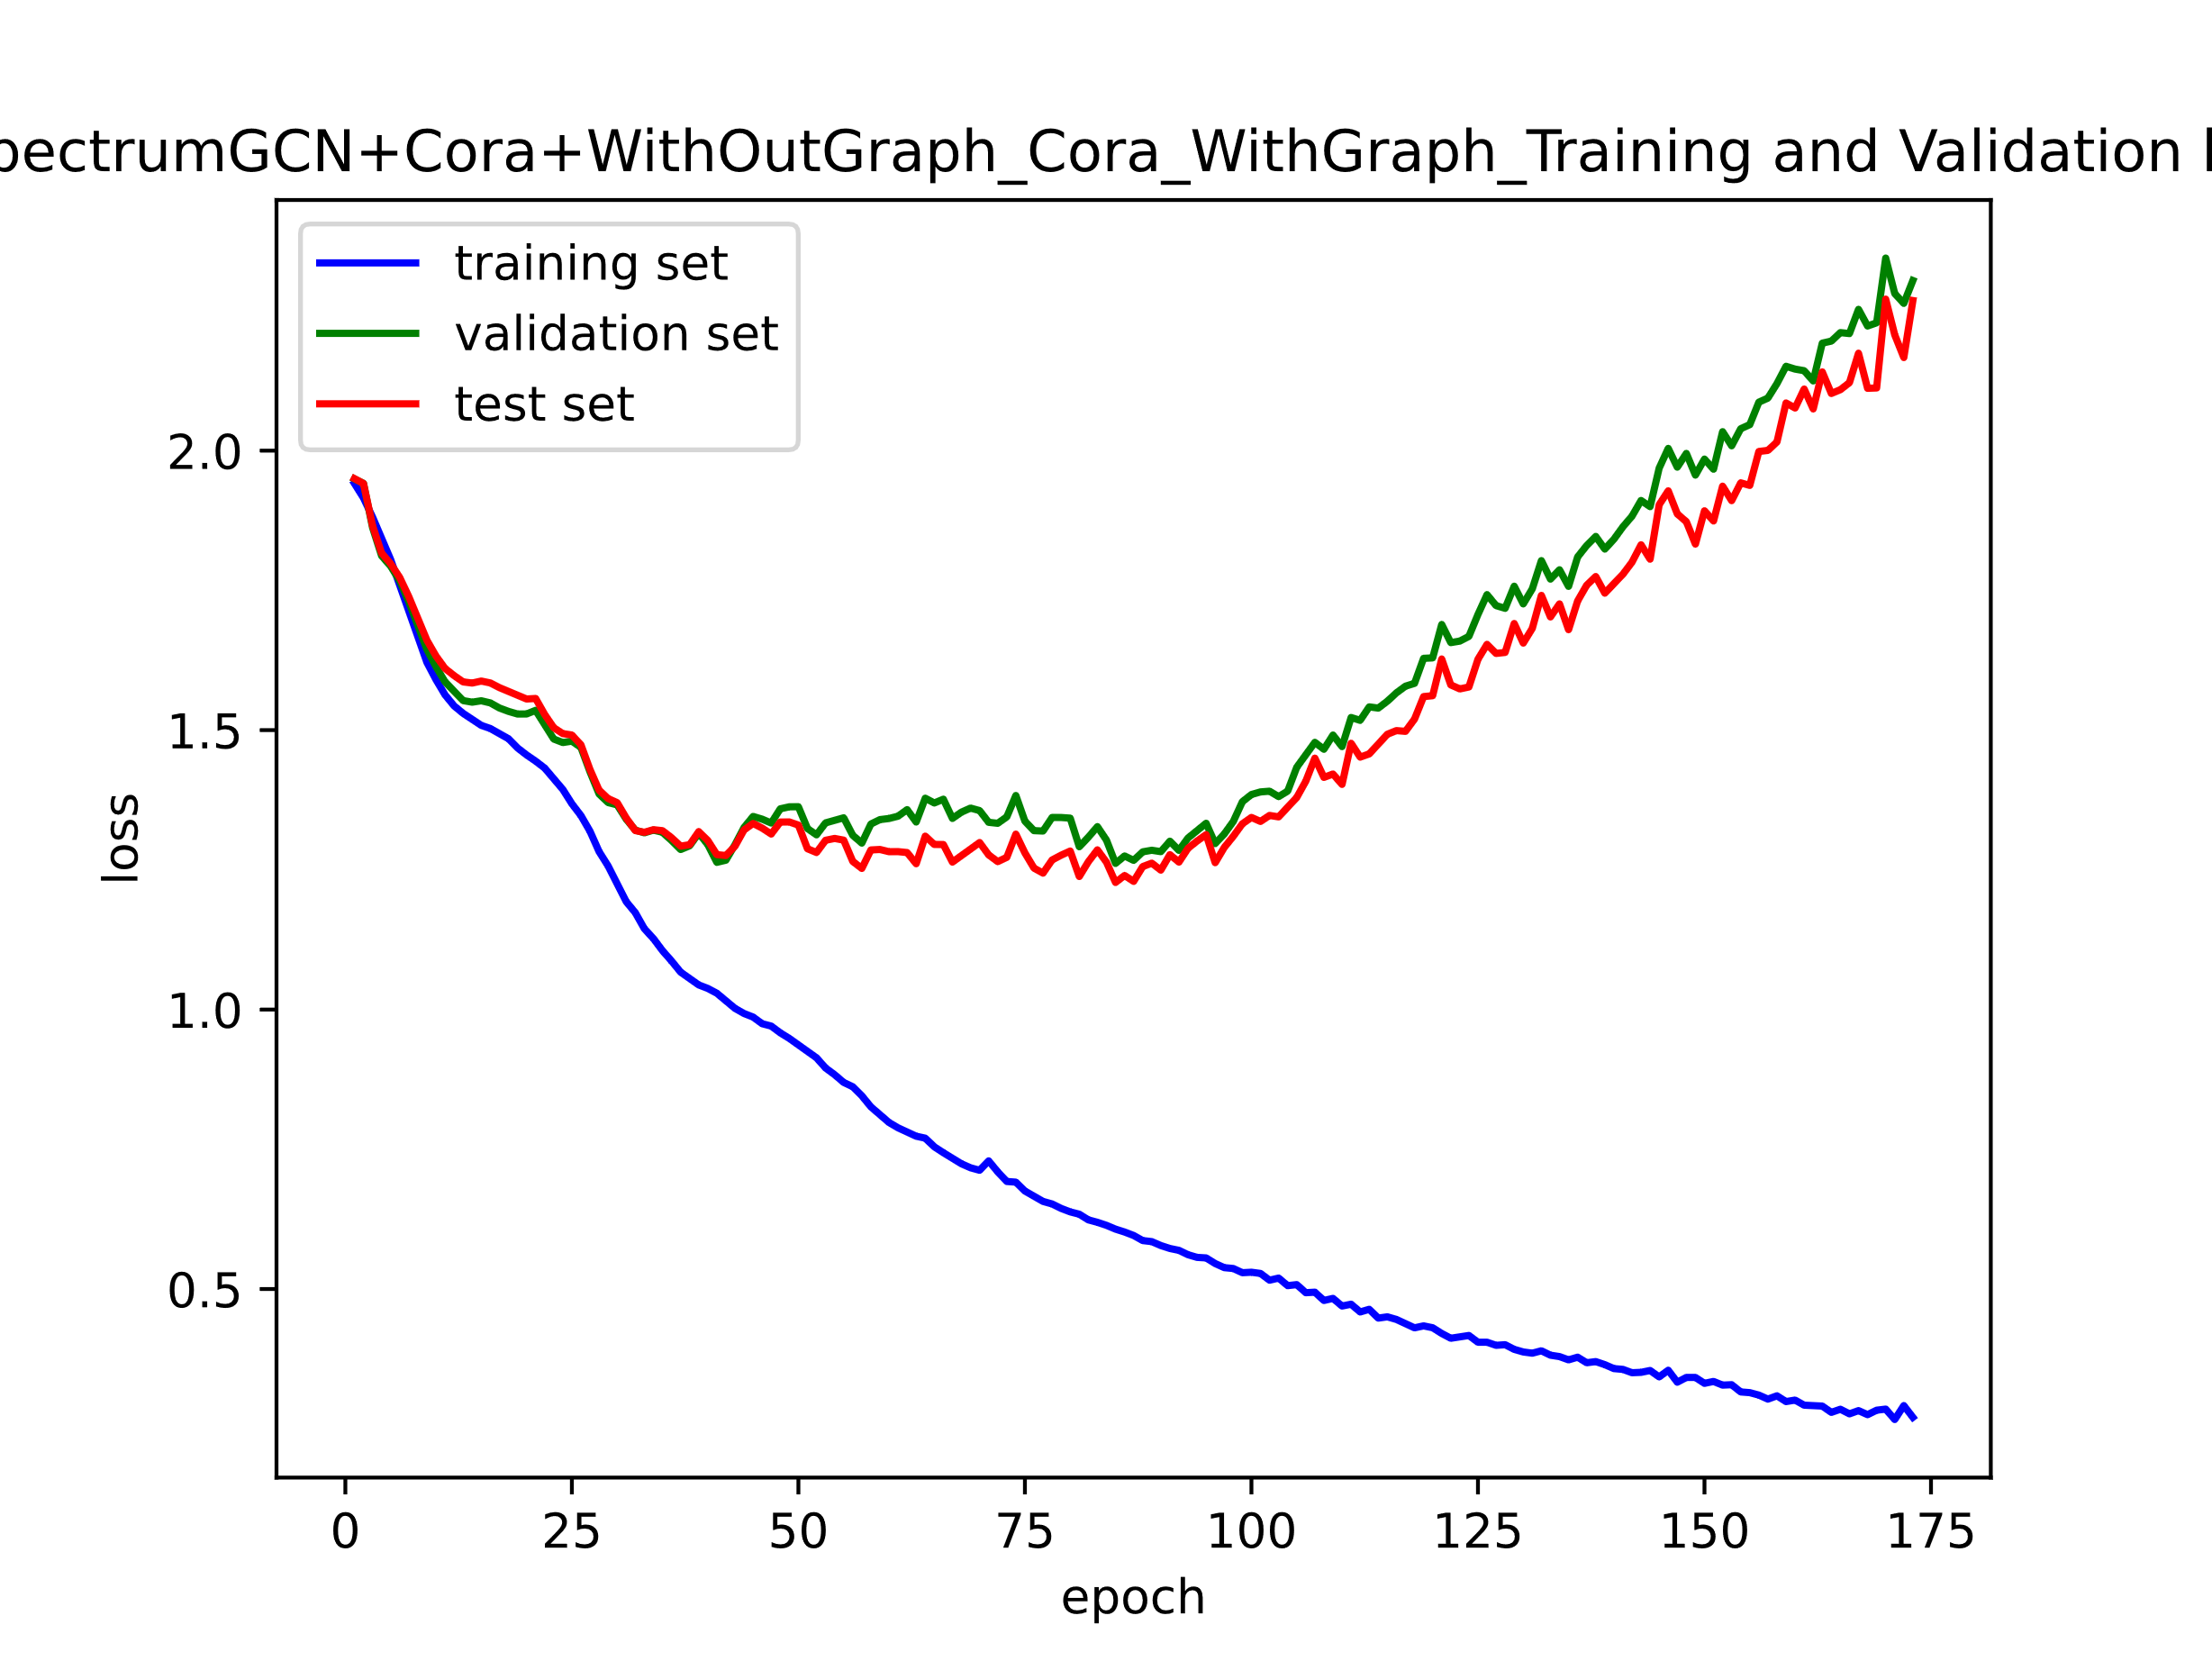 pectrumGCN+Cora+WithOutGraph_Cora_WithGraph_Training and Validation
training set
validation set
test set
2.0
1.5
1.0
0.5
loss
0 25 50 75 100 125 150 175
epoch